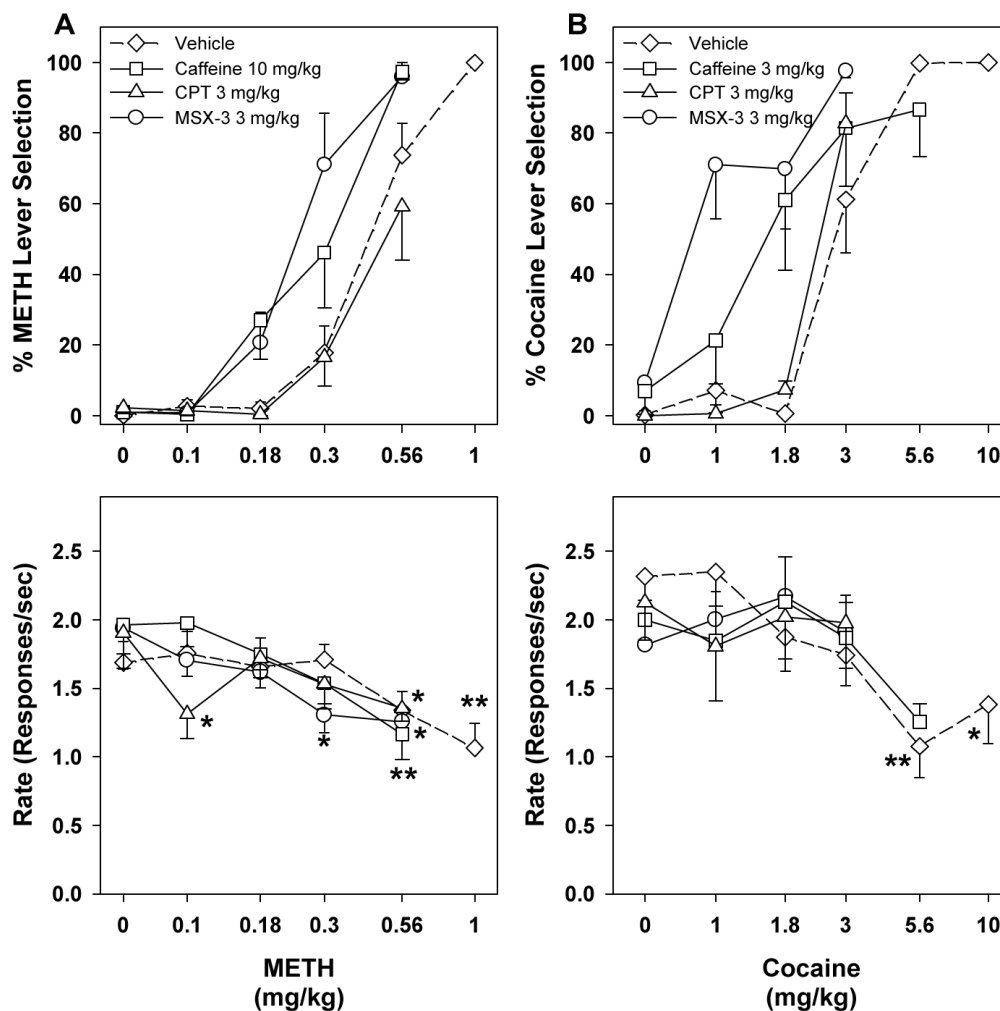 A
Vehicle
Caffeine 10 mg/kg
CPT 3 mg/kg
MSX-3 3 mg/kg
% METH Lever Selection
100
80
60
40
20
0
0 0.1 0.18 0.3 0.56 1
B
Vehicle
Caffeine 3 mg/kg
CPT 3 mg/kg
MSX-3 3 mg/kg
% Cocaine Lever Selection
100
80
60
40
20
0
0 1 1.8 3 5.6 10
Rate (Responses/sec)
2.5
2.0
1.5
1.0
0.5
0.0
*
*
*
*
**
**
0 0.1 0.18 0.3 0.56 1
METH
(mg/kg)
Rate (Responses/sec)
2.5
2.0
1.5
1.0
0.5
0.0
**
*
0 1 1.8 3 5.6 10
Cocaine
(mg/kg)